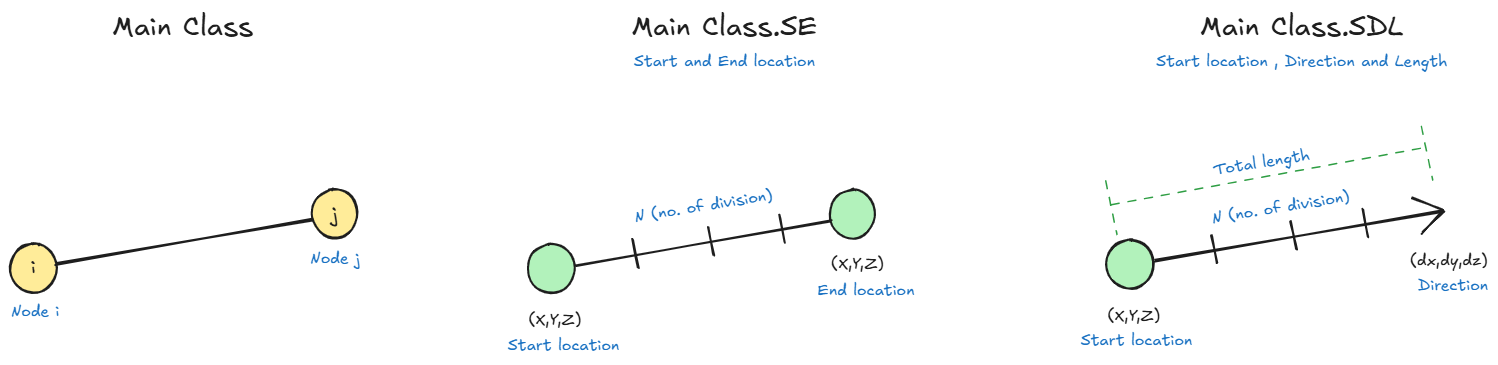 Main Class
i
j
Node i
Node j
Main Class.SE
Start and End location
N (no. of division)
(X,Y,Z)
Start location
(X,Y,Z)
End location
Main Class.SDL
Start location , Direction and Length
Total length
N (no. of division)
(X,Y,Z)
Start location
(dx,dy,dz)
Direction